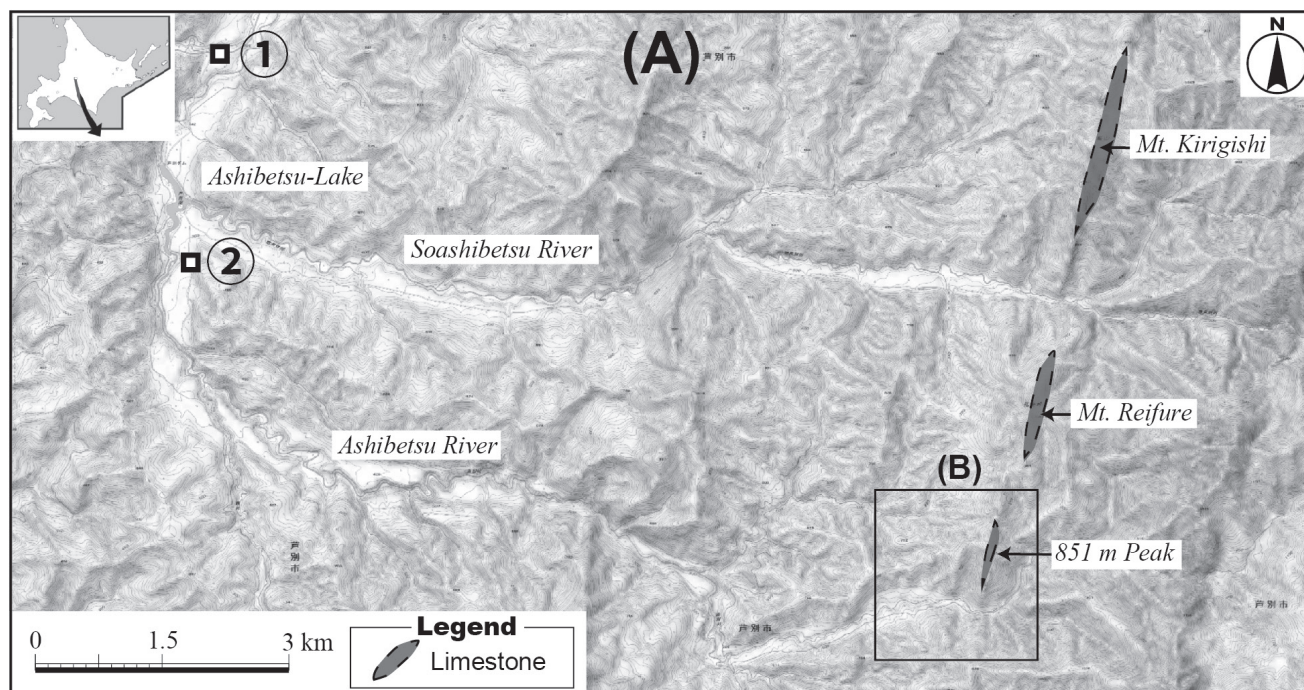 (A)
N
1
芦別市
Mt. Kirigishi
Ashibetsu-Lake
Soashibetsu River
2
Mt. Reifure
Ashibetsu River
(B)
851 m Peak
芦別市
芦別市
芦別市
0 1.5 3 km
Legend
Limestone